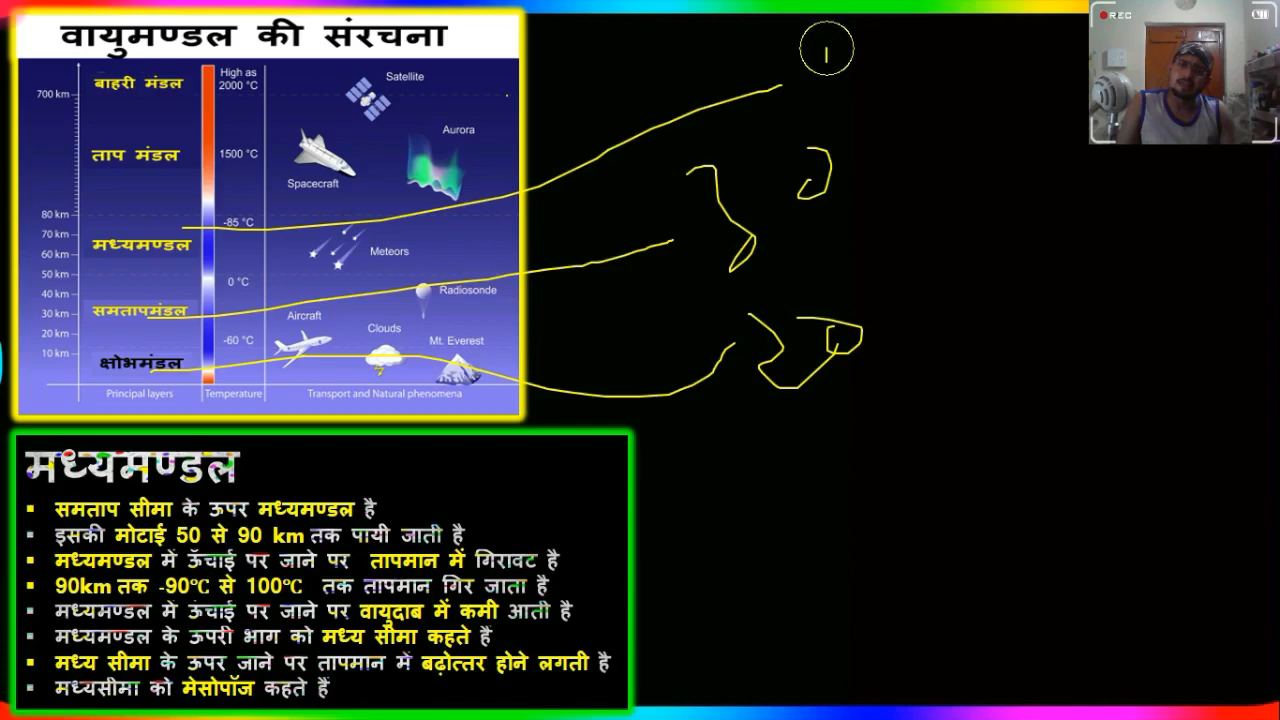 वायुमण्डल की संरचना
REC
बाहरी मंडल
High as
2000 °C
Satellite
700 km
ताप मंडल
1500 °C
Aurora
Spacecraft
80 km
-85 °C
70 km
मध्यमण्डल
60 km
Meteors
50 km
0 °C
40 km
Radiosonde
समतापमंडल
30 km
Aircraft
20 km
-60 °C
Clouds
Mt. Everest
10 km
क्षोभमंडल
Principal layers
Temperature
Transport and Natural phenomena
मध्यमण्डल
समताप सीमा के ऊपर मध्यमण्डल है
इसकी मोटाई 50 से 90 km तक पायी जाती है
मध्यमण्डल में ऊँचाई पर जाने पर तापमान में गिरावट है
90km तक -90°C से 100°C तक तापमान गिर जाता है
मध्यमण्डल में ऊंचाई पर जाने पर वायुदाब में कमी आती है
मध्यमण्डल के ऊपरी भाग को मध्य सीमा कहते हैं
मध्य सीमा के ऊपर जाने पर तापमान में बढ़ोत्तर होने लगती है
मध्यसीमा को मेसोपॉज कहते हैं